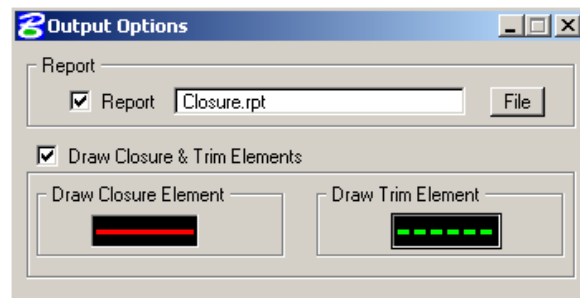 Output Options
Report
Report Closure.rpt File
Draw Closure & Trim Elements
Draw Closure Element Draw Trim Element